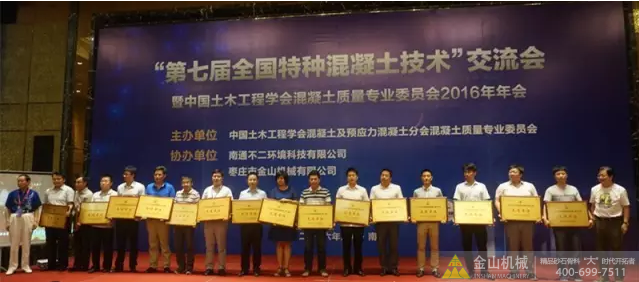 “第七届全国特种混凝土技术”交流会
暨中国土木工程学会混凝土质量专业委员会2016年年会
主办单位 中国土木工程学会混凝土及预应力混凝土分会混凝土质量专业委员会
协办单位 南通不二环境科技有限公司
枣庄市金山机械有限公司
金山机械
JINSHAN MACHINERY
精品砂石骨料“大”时代开拓者
400-699-7511